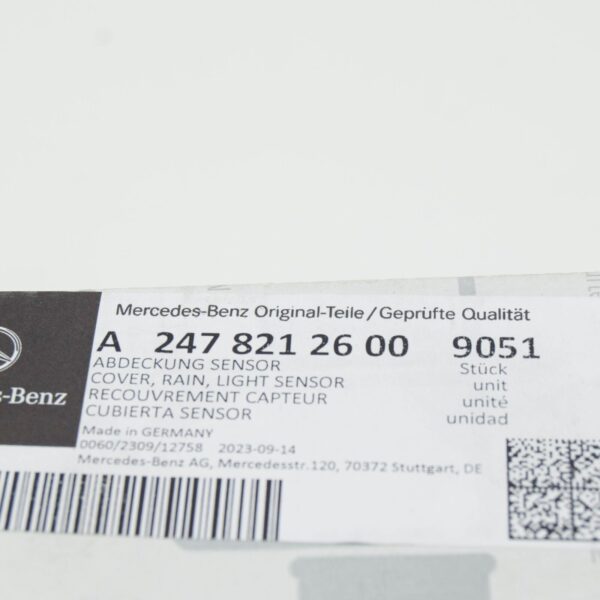 Mercedes-Benz Original-Teile/Geprüfte Qualität
A 247 821 26 00 9051
ABDECKUNG SENSOR
COVER, RAIN, LIGHT SENSOR
RECOUVREMENT CAPTEUR
CUBIERTA SENSOR
Stück
unit
unité
unidad
s-Benz
Made in GERMANY
0060/2309/12758 2023-09-14
Mercedes-Benz AG, Mercedesstr.120, 70372 Stuttgart, DE